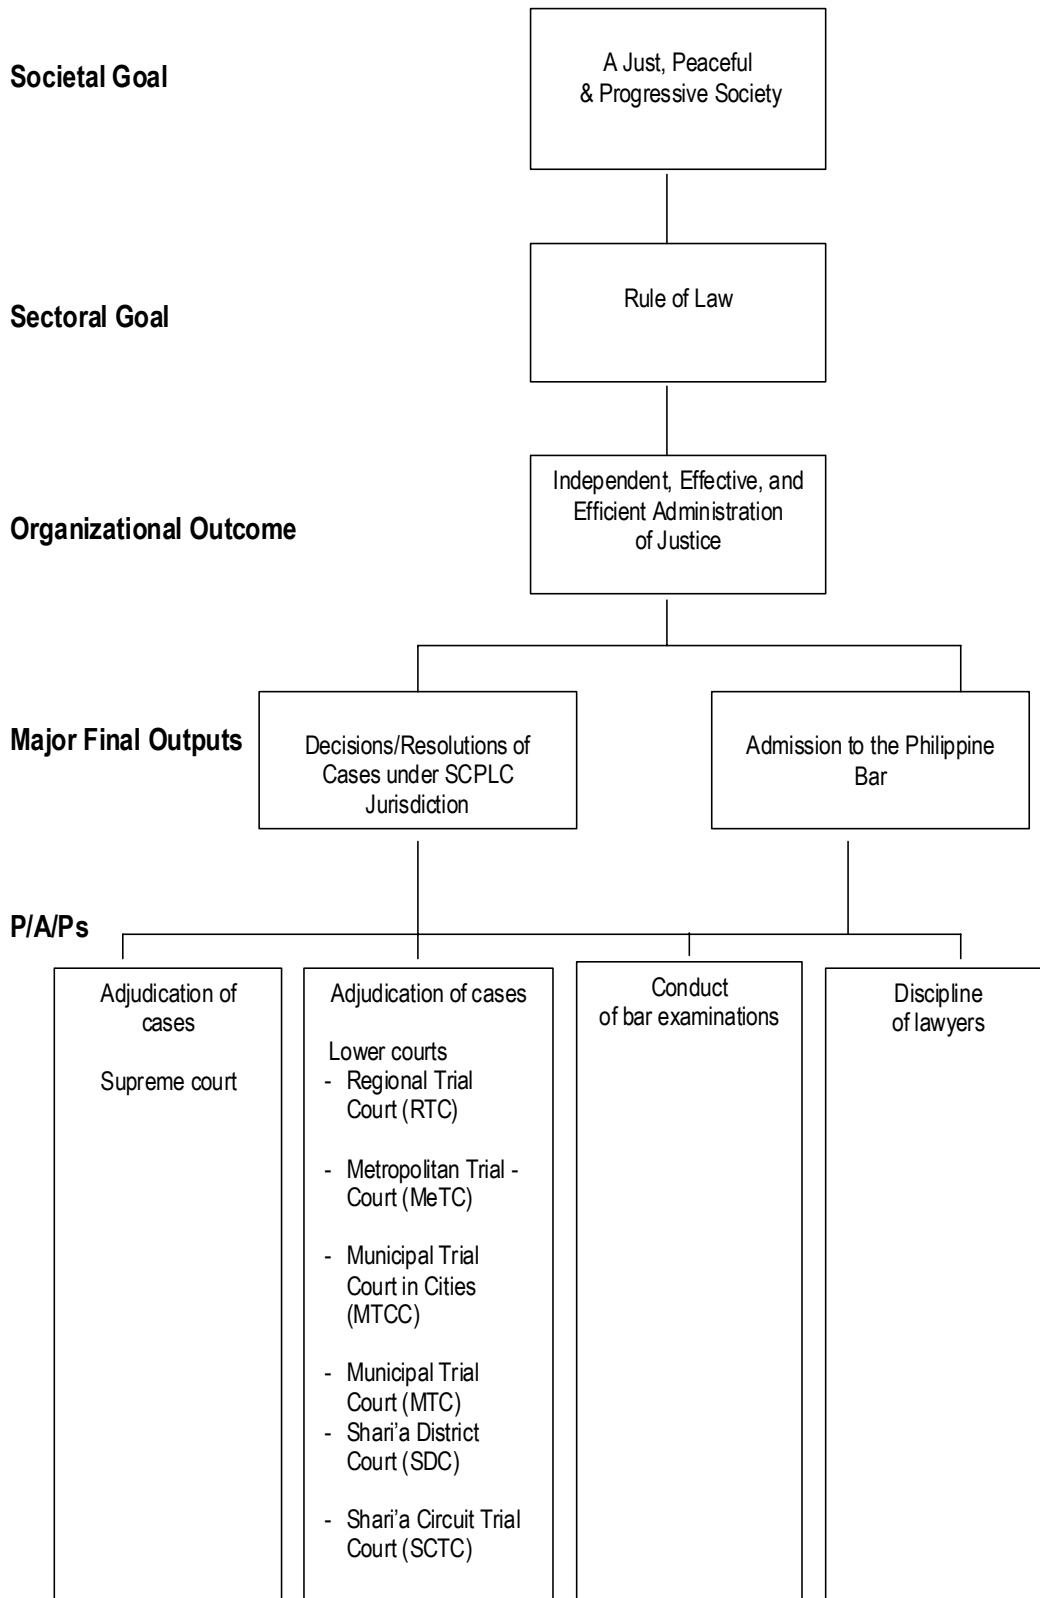 Societal Goal
A Just, Peaceful
& Progressive Society
Sectoral Goal
Rule of Law
Organizational Outcome
Independent, Effective, and
Efficient Administration
of Justice
Major Final Outputs
Decisions/Resolutions of
Cases under SCPLC
Jurisdiction
Admission to the Philippine
Bar
P/A/Ps
Adjudication of
cases
Supreme court
Adjudication of cases
Lower courts
- Regional Trial
Court (RTC)
- Metropolitan Trial -
Court (MeTC)
- Municipal Trial
Court in Cities
(MTCC)
- Municipal Trial
Court (MTC)
- Shari’a District
Court (SDC)
- Shari’a Circuit Trial
Court (SCTC)
Conduct
of bar examinations
Discipline
of lawyers